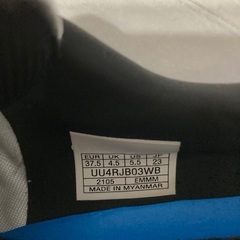 EUR UK US JP
37.5 4.5 5.5 23
UU4RJB03WB
2105 EMMM
MADE IN MYANMAR